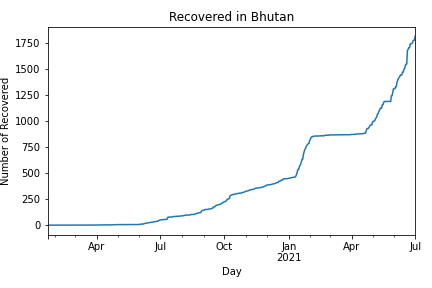 Recovered in Bhutan
Number of Recovered
1750
1500
1250
1000
750
500
250
0
Apr
Jul
Oct
Jan
2021
Apr
Jul
Day